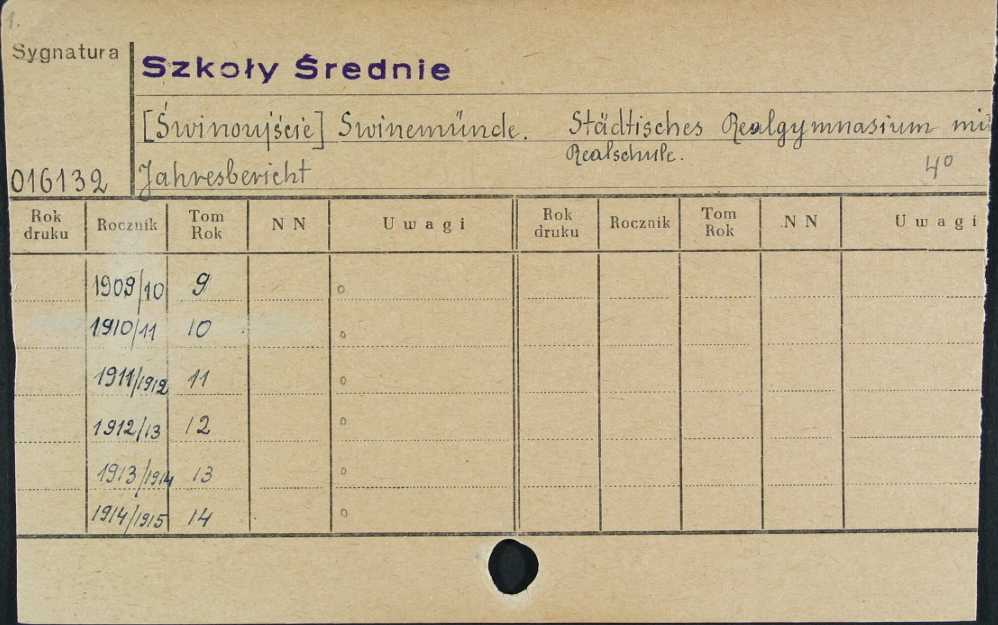 1.
Sygnatura
Szkoły Średnie
[Świnoujście] Swinemünde. Städtisches Realgymnasium mit
Realschule.
016132 Jahresbericht 4°
Rok druku Rocznik Tom Rok NN Uwagi Rok druku Rocznik Tom Rok NN Uwagi
1909/10 9 o
1910/11 10 o
1911/1912 11 o
1912/13 12 o
1913/1914 13 o
1914/1915 14 o